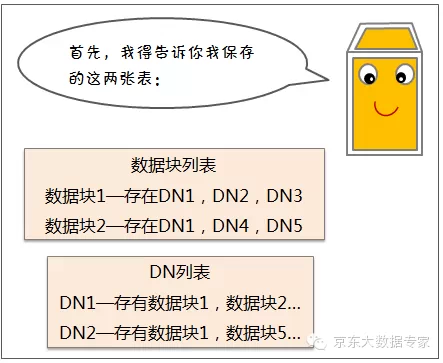 首先，我得告诉你我保存
的这两张表：
数据块列表
数据块1—存在DN1，DN2，DN3
数据块2—存在DN1，DN4，DN5
DN列表
DN1—存有数据块1，数据块2...
DN2—存有数据块1，数据块5...
京东大数据专家